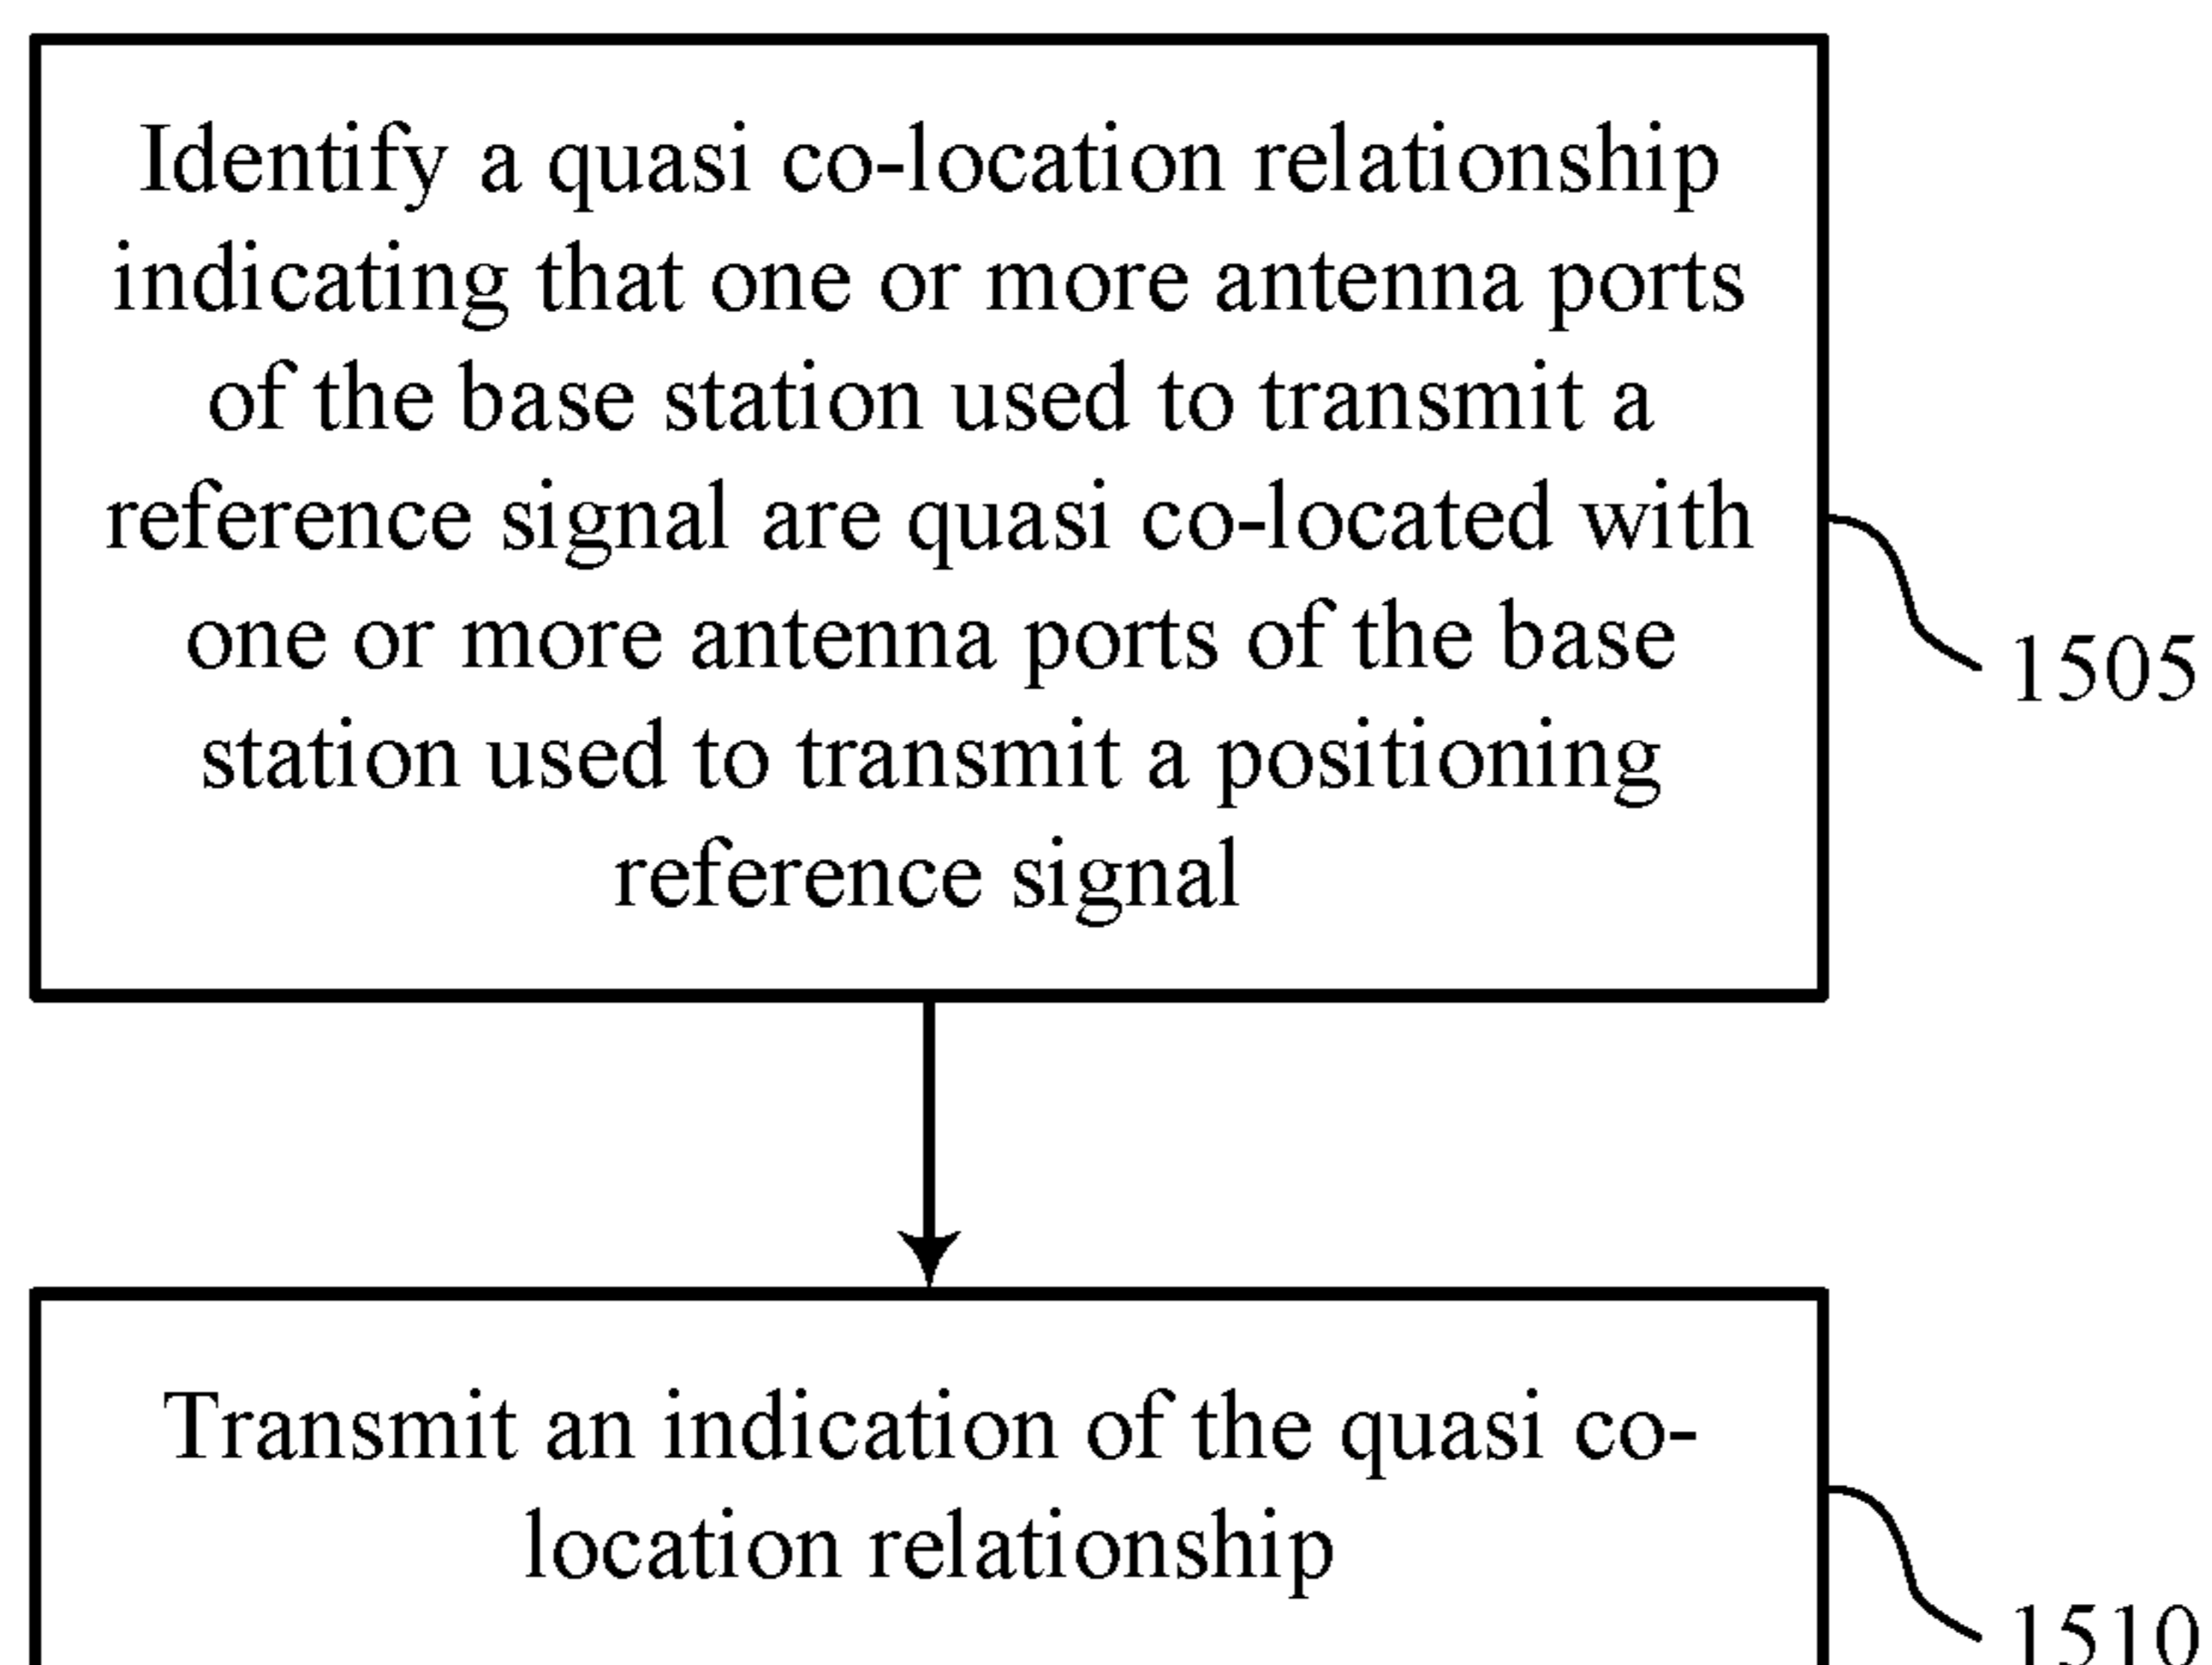 Identify a quasi co-location relationship
indicating that one or more antenna ports
of the base station used to transmit a
reference signal are quasi co-located with
one or more antenna ports of the base
station used to transmit a positioning
reference signal
1505
Transmit an indication of the quasi co-
location relationship
1510